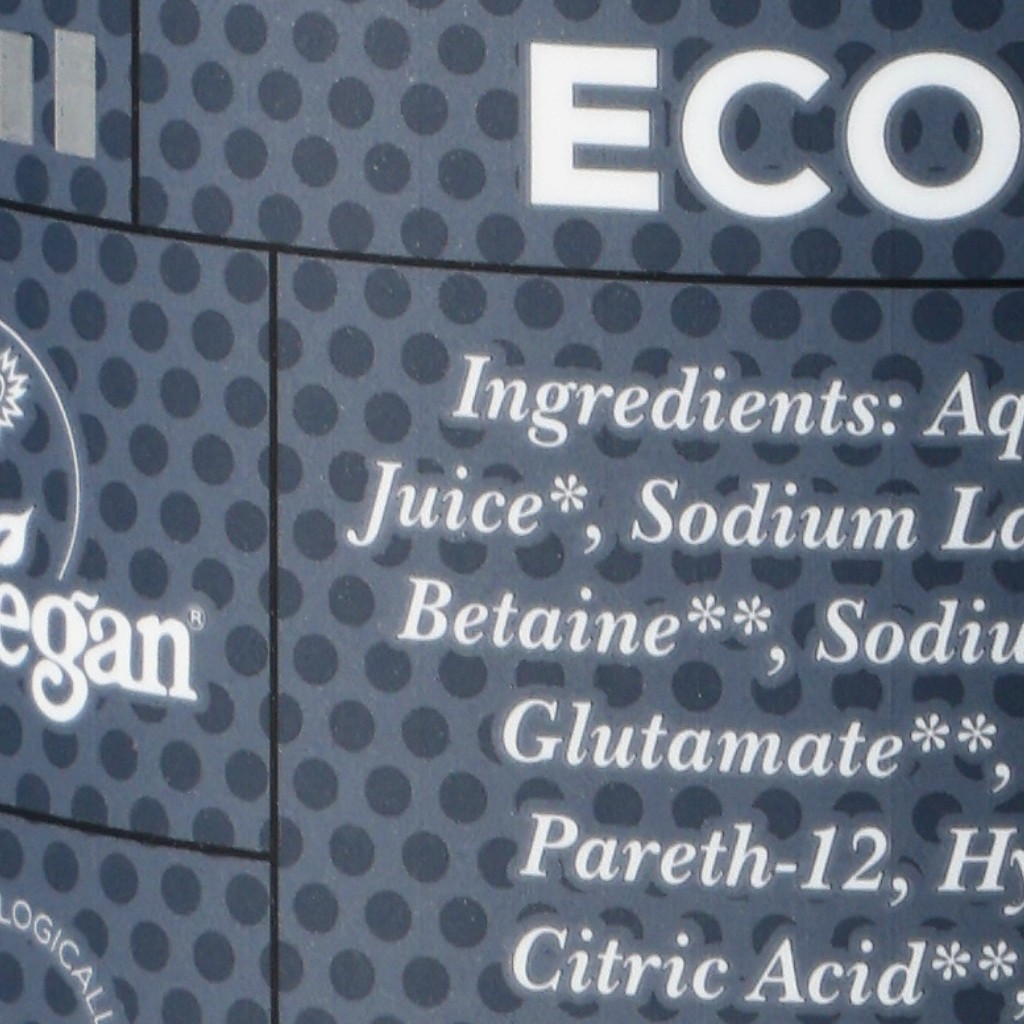 ECO
egan®
Ingredients: Aq
Juice*, Sodium La
Betaine**, Sodiu
Glutamate**,
Pareth-12, Hy
Citric Acid**,
LOGICALL